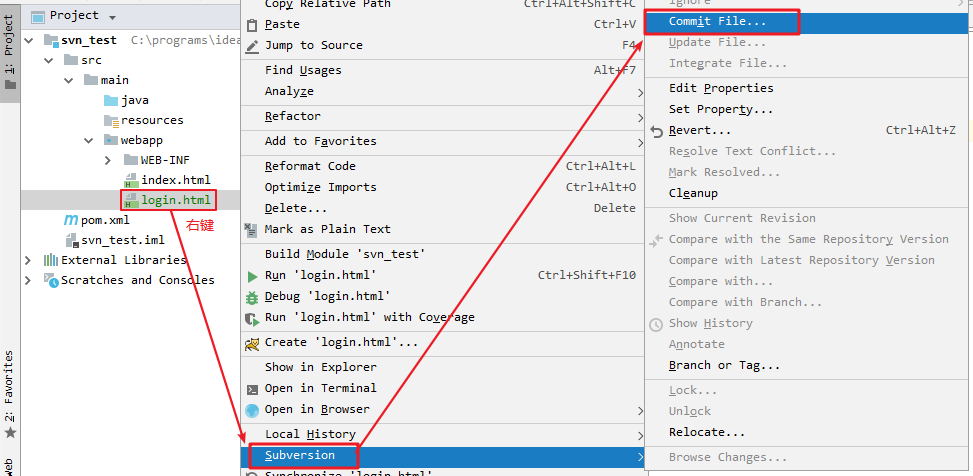 1: Project
Project
svn_test C:\programs\idea
src
main
java
resources
webapp
WEB-INF
index.html
login.html
右键
pom.xml
svn_test.iml
External Libraries
Scratches and Consoles
2: Favorites
Web
Copy Relative Path Ctrl+Alt+Shift+C
Paste Ctrl+V
Jump to Source F4
Find Usages Alt+F7
Analyze
Refactor
Add to Favorites
Reformat Code Ctrl+Alt+L
Optimize Imports Ctrl+Alt+O
Delete... Delete
Mark as Plain Text
Build Module 'svn_test'
Run 'login.html' Ctrl+Shift+F10
Debug 'login.html'
Run 'login.html' with Coverage
Create 'login.html'...
Show in Explorer
Open in Terminal
Open in Browser
Local History
Subversion
Synchronize 'login.html'
Ignore
Commit File...
Update File...
Integrate File...
Edit Properties
Set Property...
Revert... Ctrl+Alt+Z
Resolve Text Conflict...
Mark Resolved...
Cleanup
Show Current Revision
Compare with the Same Repository Version
Compare with Latest Repository Version
Compare with...
Compare with Branch...
Show History
Annotate
Branch or Tag...
Lock...
Unlock
Relocate...
Browse Changes...